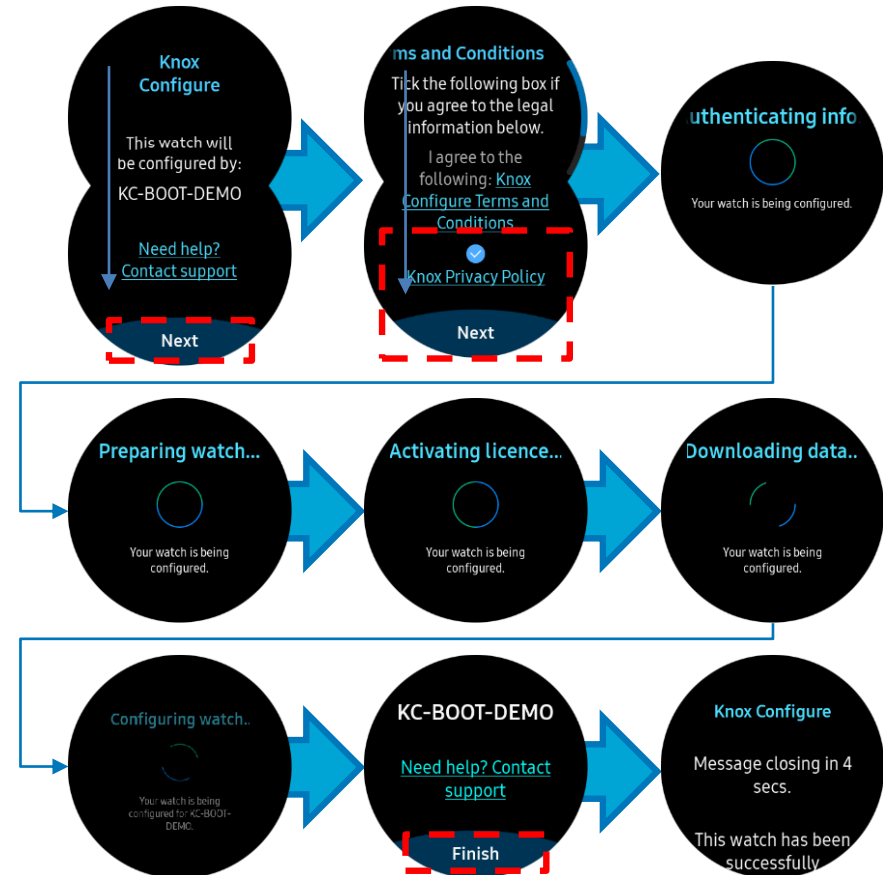 Knox
Configure
This watch will
be configured by:
KC-BOOT-DEMO
Need help?
Contact support
Next
ms and Conditions
Tick the following box if
you agree to the legal
information below.
I agree to the
following: Knox
Configure Terms and
Conditions
Knox Privacy Policy
Next
uthenticating info
Your watch is being configured.
Preparing watch...
Your watch is being
configured.
Activating licence..
Your watch is being
configured.
Downloading data..
Your watch is being
configured.
Configuring watch..
Your watch is being
configured for KC-BOOT-
DEMO.
KC-BOOT-DEMO
Need help? Contact
support
Finish
Knox Configure
Message closing in 4
secs.
This watch has been
successfully